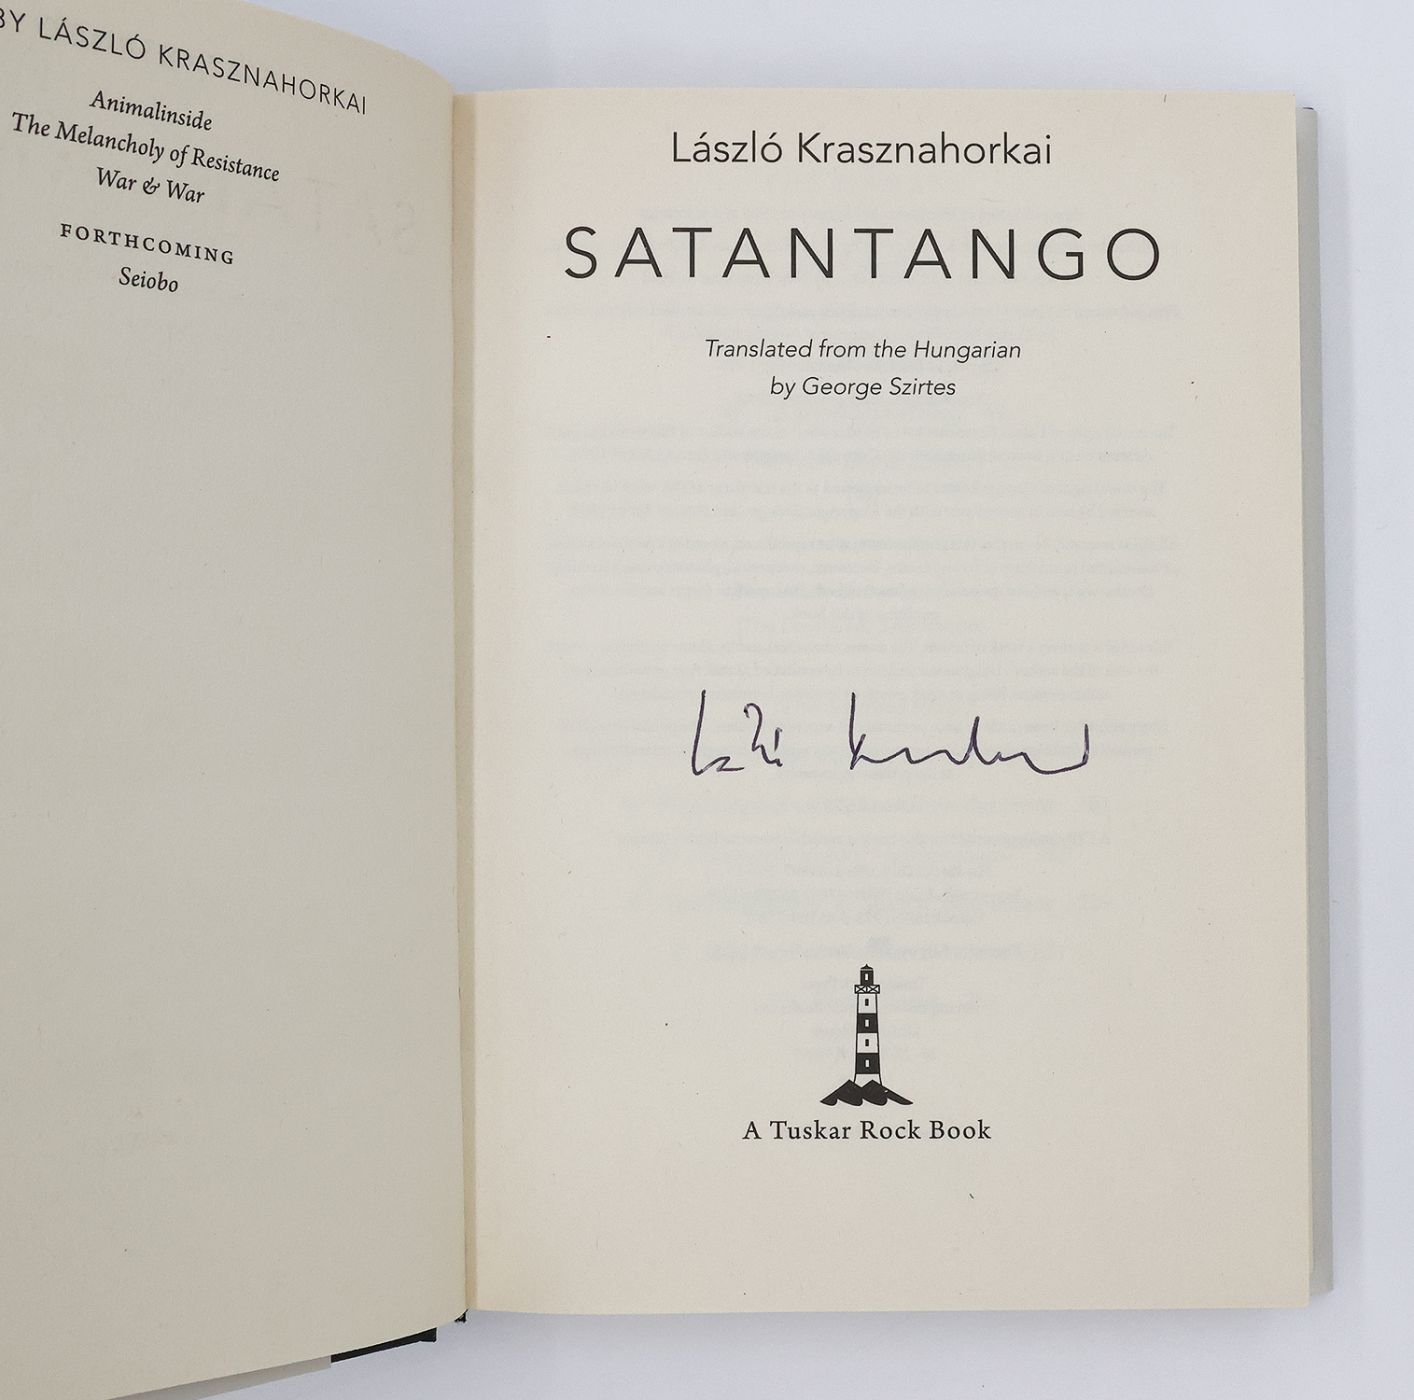 BY LÁSZLÓ KRASZNAHORKAI
Animalinside
The Melancholy of Resistance
War & War
FORTHCOMING
Seiobo
László Krasznahorkai
SATANTANGO
Translated from the Hungarian
by George Szirtes
A Tuskar Rock Book